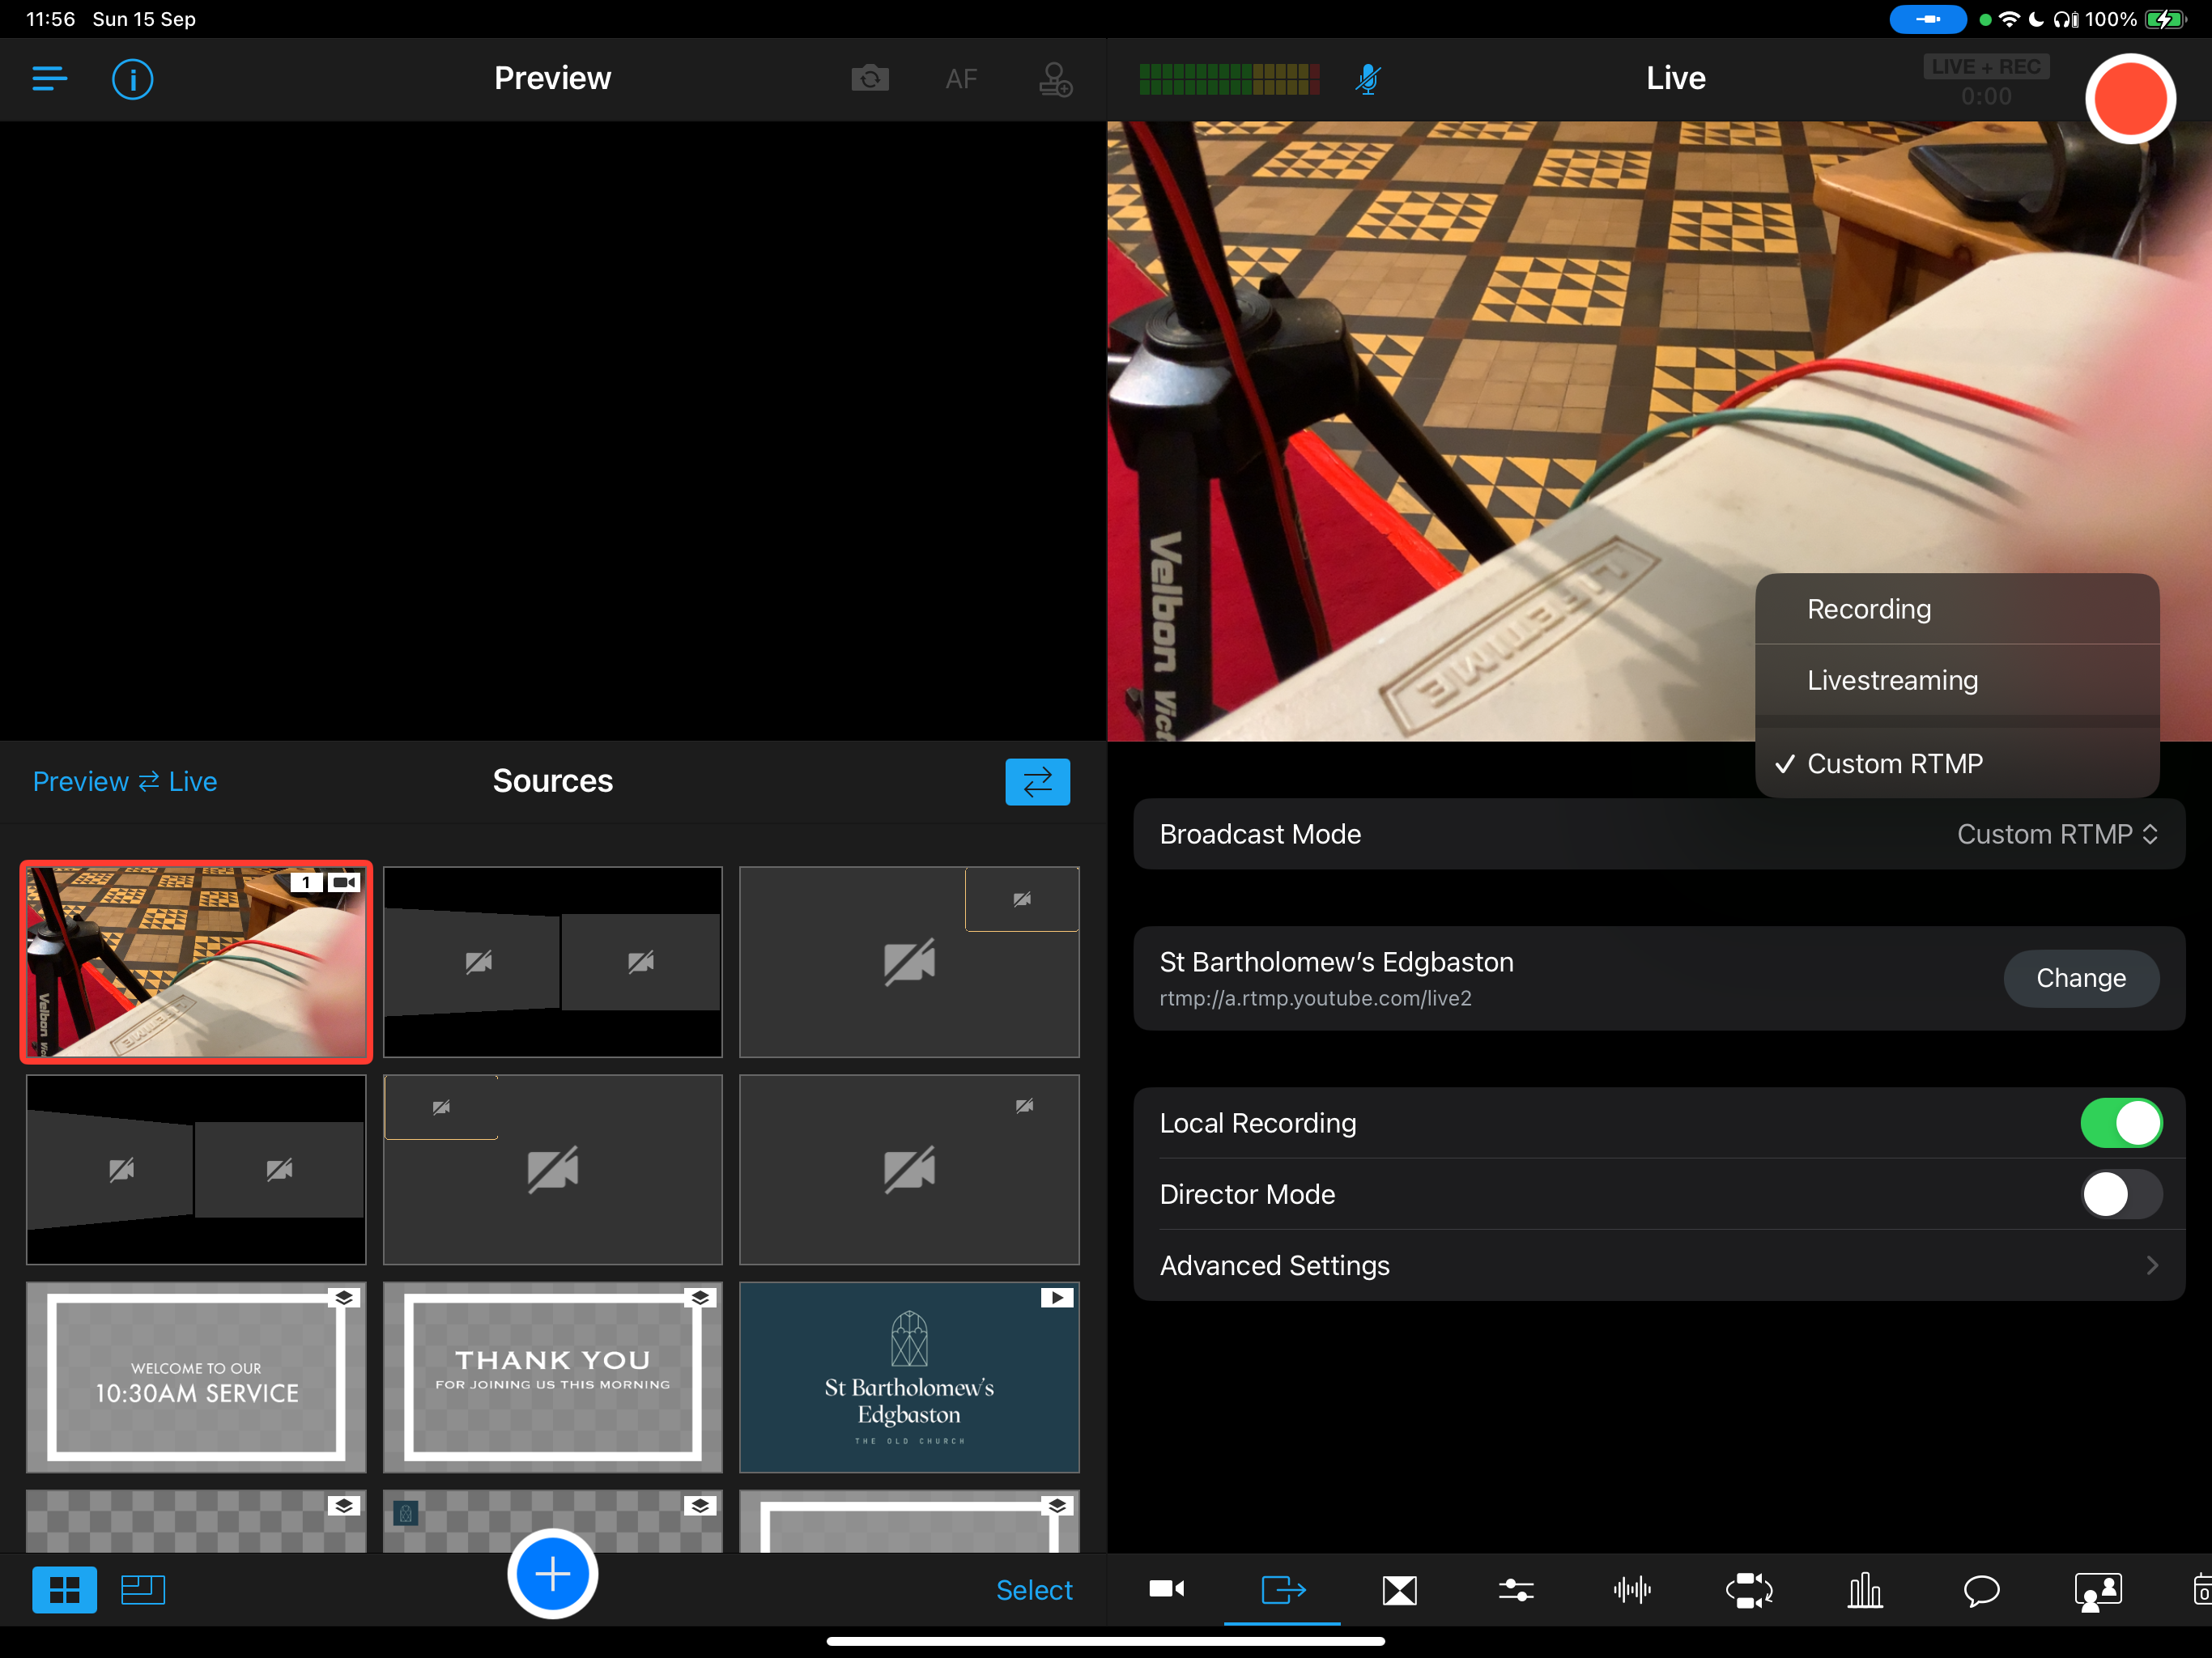 11:56 Sun 15 Sep
100%
Preview
AF
Live
LIVE + REC
0:00
Velbon Vict
LIFETIME
Recording
Livestreaming
Custom RTMP
Preview ⇄ Live
Sources
Broadcast Mode
Custom RTMP
1
Velbon
St Bartholomew’s Edgbaston
rtmp://a.rtmp.youtube.com/live2
Change
Local Recording
Director Mode
Advanced Settings
WELCOME TO OUR
10:30AM SERVICE
THANK YOU
FOR JOINING US THIS MORNING
St Bartholomew's
Edgbaston
THE OLD CHURCH
Select